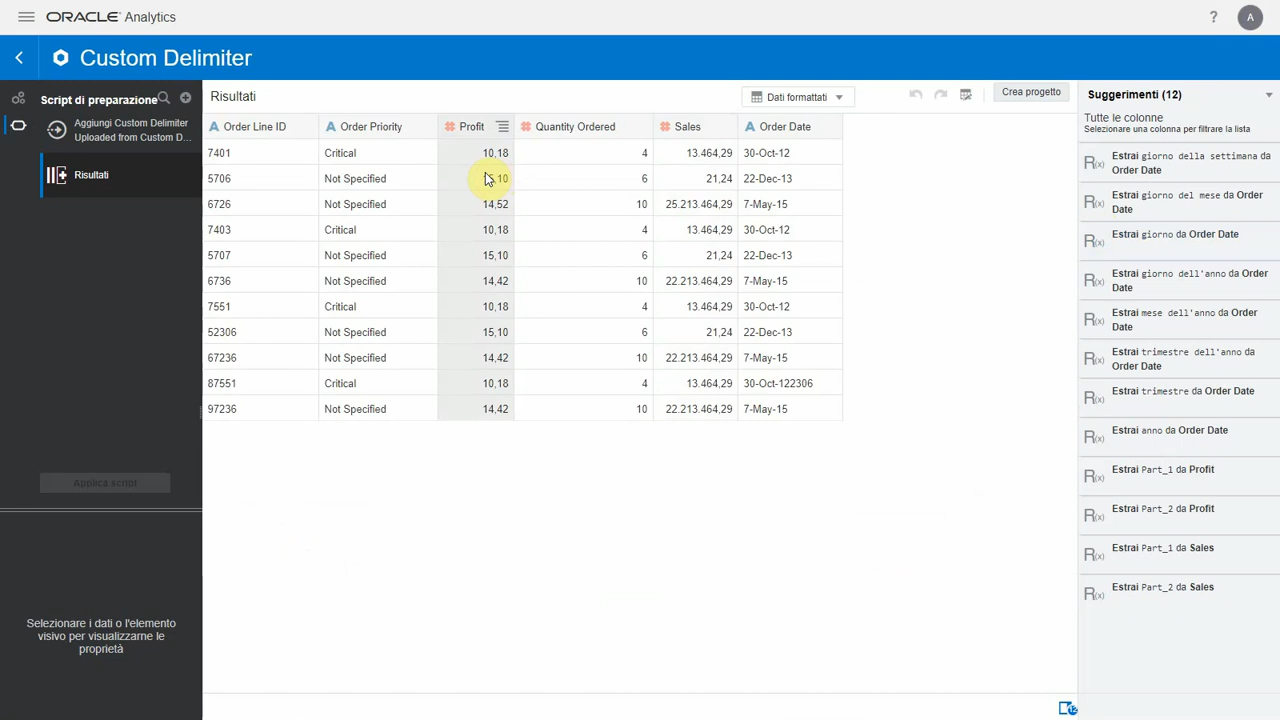 ORACLE Analytics
? A
Custom Delimiter
Script di preparazione
Aggiungi Custom Delimiter
Uploaded from Custom D...
Risultati
Applica script
Selezionare i dati o l'elemento
visivo per visualizzarne le
proprietà
Risultati
Dati formattati
Crea progetto
A Order Line ID A Order Priority # Profit # Quantity Ordered # Sales A Order Date
7401 Critical 10,18 4 13.464,29 30-Oct-12
5706 Not Specified 10 6 21,24 22-Dec-13
6726 Not Specified 14,52 10 25.213.464,29 7-May-15
7403 Critical 10,18 4 13.464,29 30-Oct-12
5707 Not Specified 15,10 6 21,24 22-Dec-13
6736 Not Specified 14,42 10 22.213.464,29 7-May-15
7551 Critical 10,18 4 13.464,29 30-Oct-12
52306 Not Specified 15,10 6 21,24 22-Dec-13
67236 Not Specified 14,42 10 22.213.464,29 7-May-15
87551 Critical 10,18 4 13.464,29 30-Oct-122306
97236 Not Specified 14,42 10 22.213.464,29 7-May-15
Suggerimenti (12)
Tutte le colonne
Selezionare una colonna per filtrare la lista
R(x) Estrai giorno della settimana da
Order Date
R(x) Estrai giorno del mese da Order
Date
R(x) Estrai giorno da Order Date
R(x) Estrai giorno dell'anno da Order
Date
R(x) Estrai mese dell'anno da Order
Date
R(x) Estrai trimestre dell'anno da
Order Date
R(x) Estrai trimestre da Order Date
R(x) Estrai anno da Order Date
R(x) Estrai Part_1 da Profit
R(x) Estrai Part_2 da Profit
R(x) Estrai Part_1 da Sales
R(x) Estrai Part_2 da Sales
12